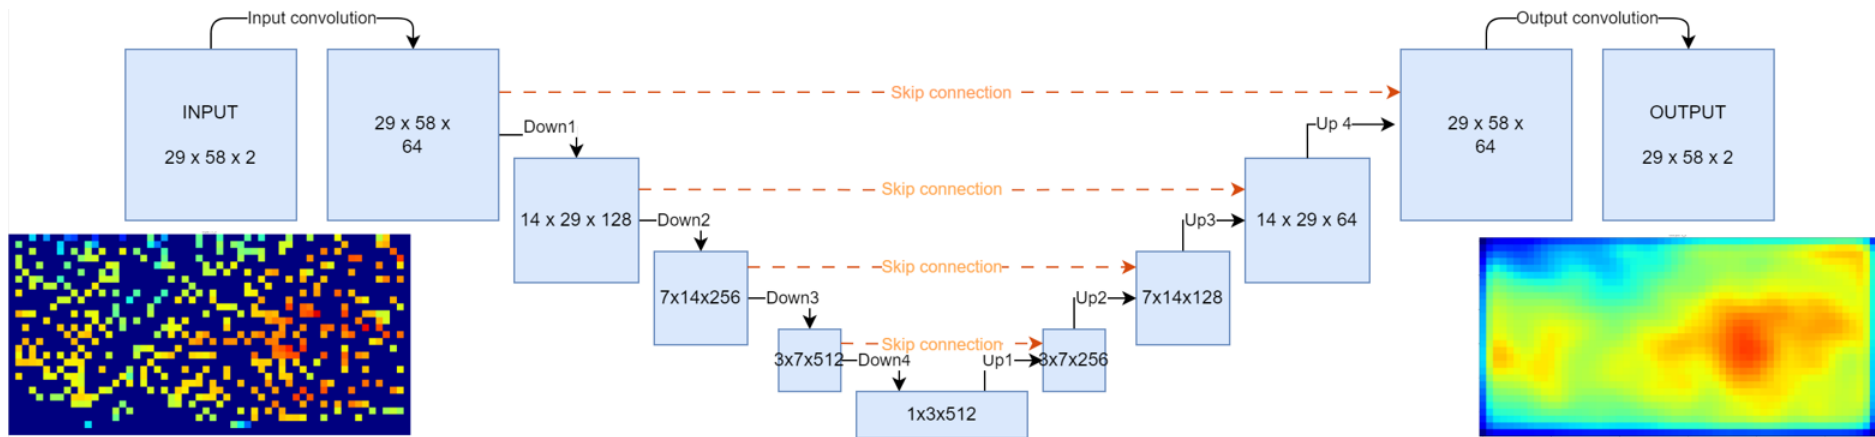 Input convolution
Output convolution
INPUT
29 x 58 x 2
29 x 58 x
64
Skip connection
29 x 58 x
64
OUTPUT
29 x 58 x 2
Down1
Up 4
14 x 29 x 128
Skip connection
14 x 29 x 64
Down2
Up3
7x14x256
Skip connection
7x14x128
Down3
Up2
3x7x512
Skip connection
3x7x256
Down4
Up1
1x3x512